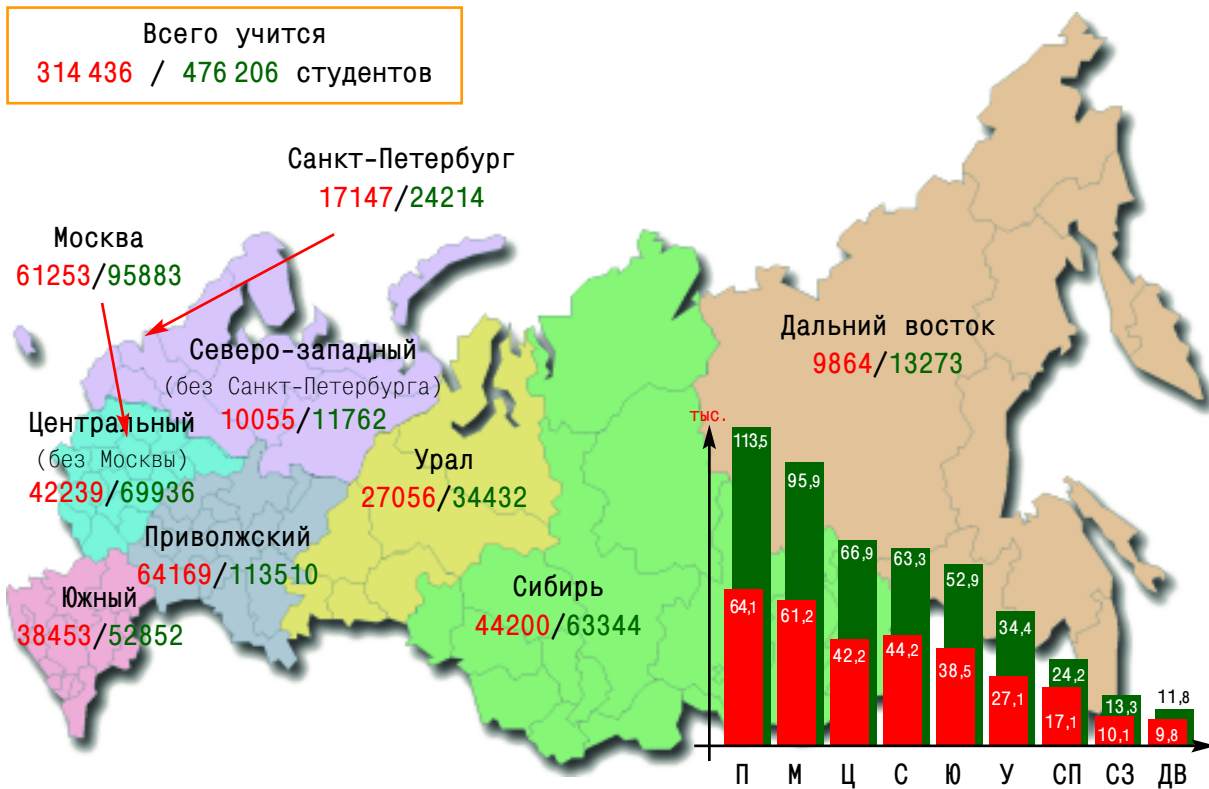 Всего учится
314 436 / 476 206 студентов
Санкт-Петербург
17147/24214
Москва
61253/95883
Северо-западный
(без Санкт-Петербурга)
10055/11762
Дальний восток
9864/13273
Центральный
(без Москвы)
42239/69936
Урал
27056/34432
Приволжский
64169/113510
Южный
38453/52852
Сибирь
44200/63344
тыс.
113,5
95,9
66,9
63,3
52,9
34,4
24,2
13,3
11,8
64,1
61,2
42,2
44,2
38,5
27,1
17,1
10,1
9,8
П М Ц С Ю У СП СЗ ДВ